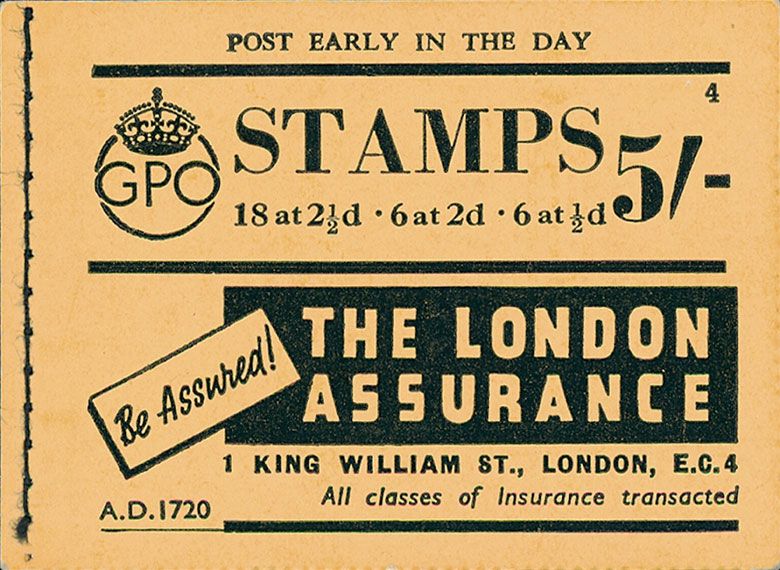 POST EARLY IN THE DAY
4
GPO
STAMPS 5/-
18 at 2½d · 6 at 2d · 6 at ½d
Be Assured!
THE LONDON
ASSURANCE
1 KING WILLIAM ST., LONDON, E.C.4
All classes of Insurance transacted
A.D.1720